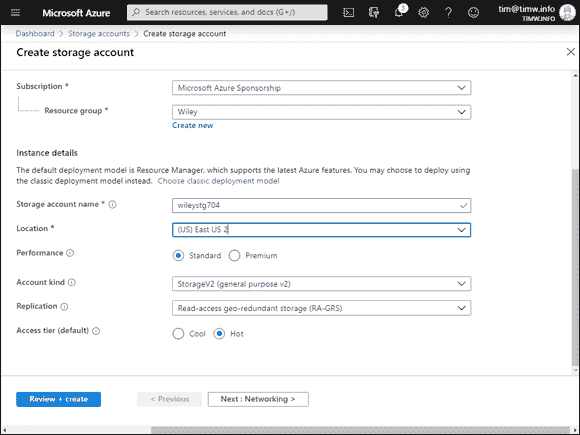 Microsoft Azure
Search resources, services, and docs (G+/)
3
tim@timw.info
TIMW.INFO
Dashboard > Storage accounts > Create storage account
Create storage account
Subscription *
Microsoft Azure Sponsorship
Resource group *
Wiley
Create new
Instance details
The default deployment model is Resource Manager, which supports the latest Azure features. You may choose to deploy using
the classic deployment model instead. Choose classic deployment model
Storage account name *
wileystg704
Location *
(US) East US 2
Performance
Standard
Premium
Account kind
StorageV2 (general purpose v2)
Replication
Read-access geo-redundant storage (RA-GRS)
Access tier (default)
Cool
Hot
Review + create
< Previous
Next : Networking >